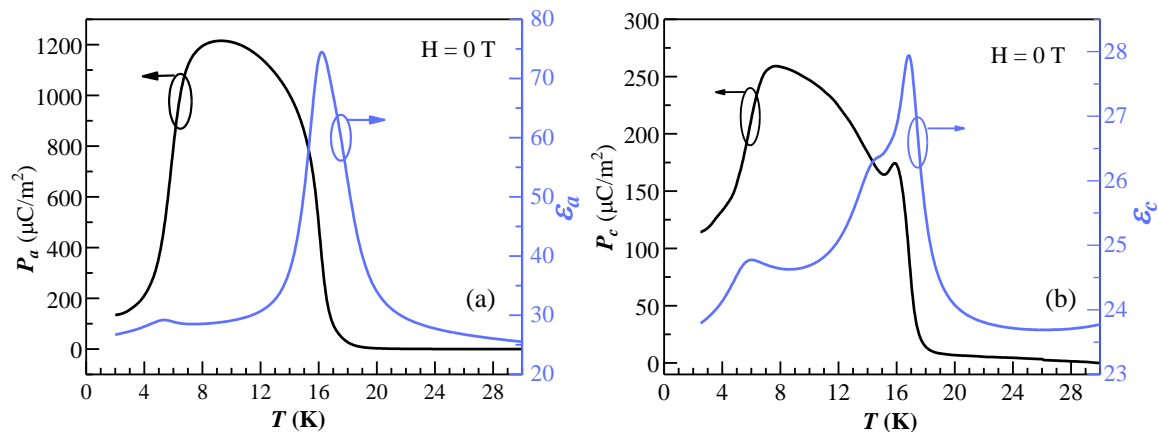 H = 0 T
1200
1000
800
600
400
200
0
P_a (μC/m²)
80
70
60
50
40
30
20
ε_a
(a)
0 4 8 12 16 20 24 28
T (K)
H = 0 T
300
250
200
150
100
50
0
P_c (μC/m²)
28
27
26
25
24
23
ε_c
(b)
0 4 8 12 16 20 24 28
T (K)